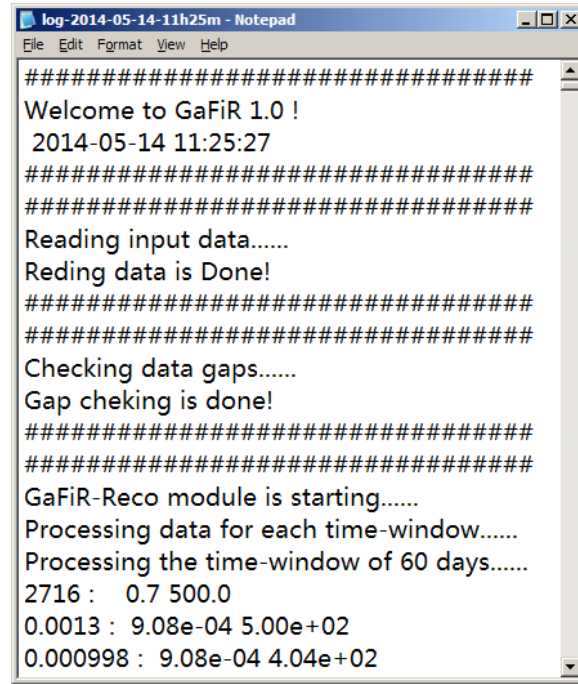 log-2014-05-14-11h25m - Notepad
File Edit Format View Help
#################################
Welcome to GaFiR 1.0 !
2014-05-14 11:25:27
#################################
#################################
Reading input data......
Reding data is Done!
#################################
#################################
Checking data gaps......
Gap cheking is done!
#################################
#################################
GaFiR-Reco module is starting......
Processing data for each time-window......
Processing the time-window of 60 days......
2716 : 0.7 500.0
0.0013 : 9.08e-04 5.00e+02
0.000998 : 9.08e-04 4.04e+02